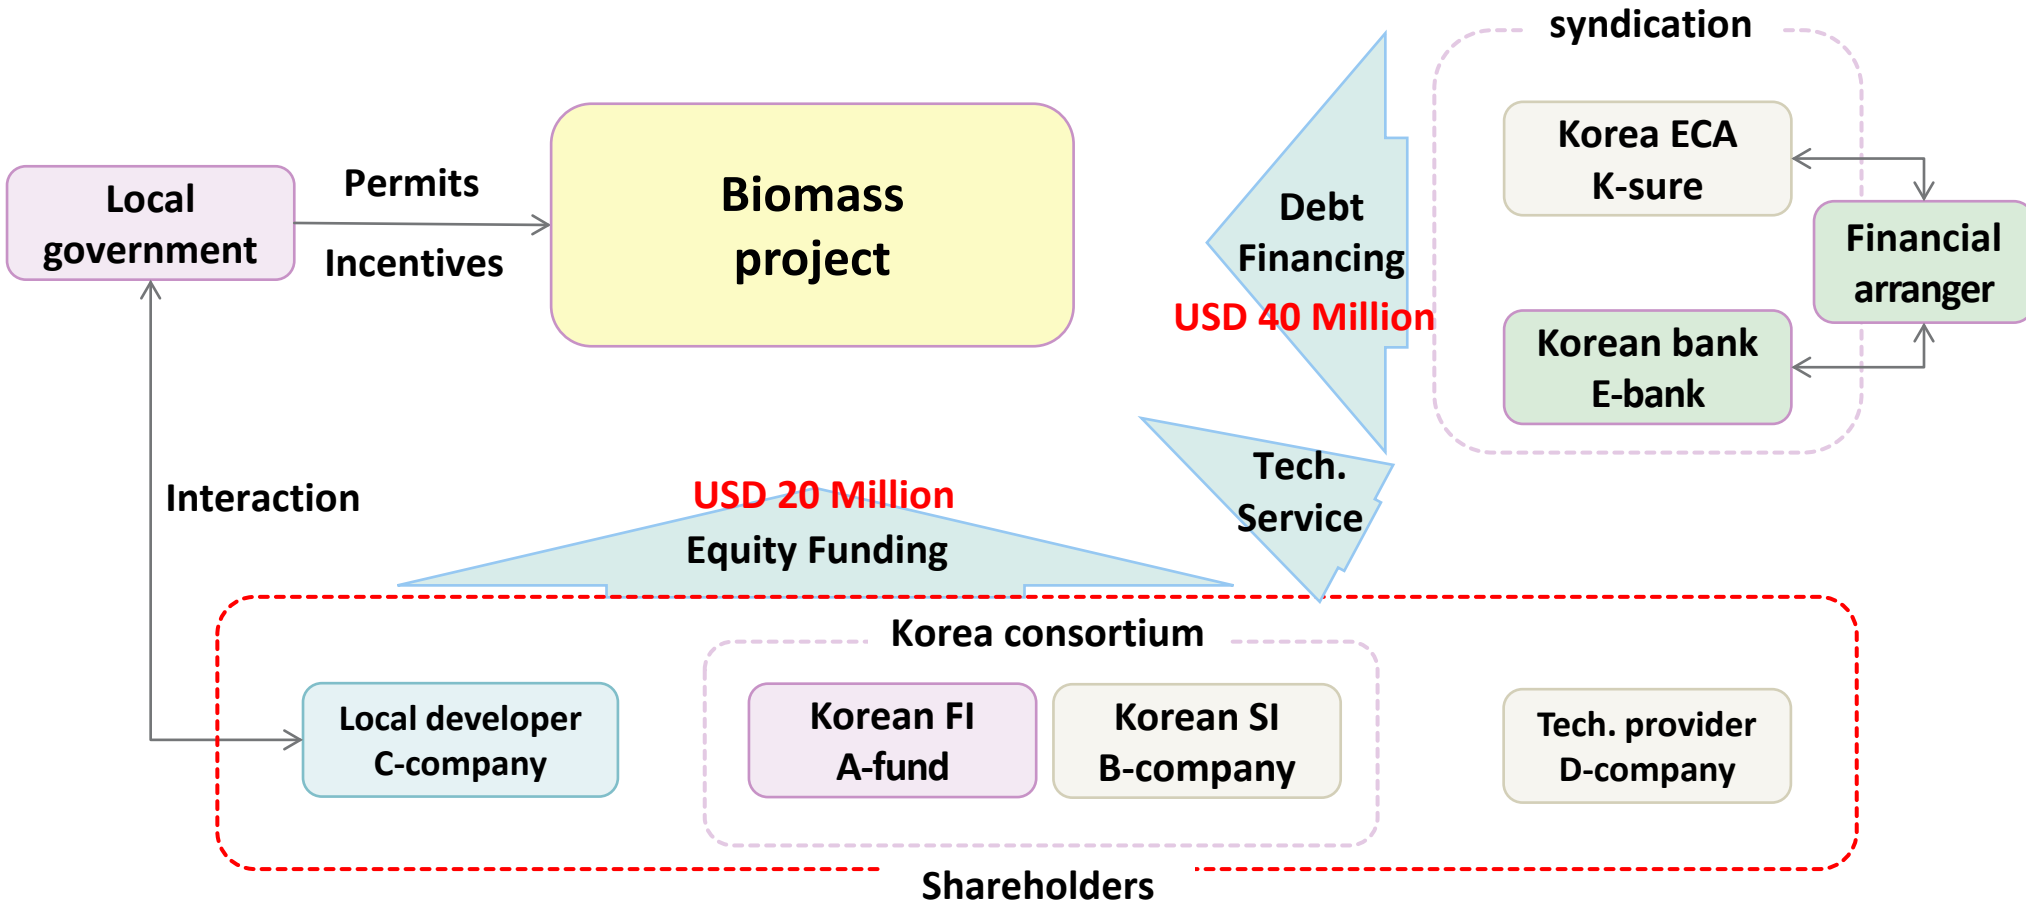 syndication
Korea ECA
K-sure
Local
government
Permits
Incentives
Biomass
project
Debt
Financing
USD 40 Million
Financial
arranger
Korean bank
E-bank
Interaction
USD 20 Million
Equity Funding
Tech.
Service
Korea consortium
Local developer
C-company
Korean FI
A-fund
Korean SI
B-company
Tech. provider
D-company
Shareholders